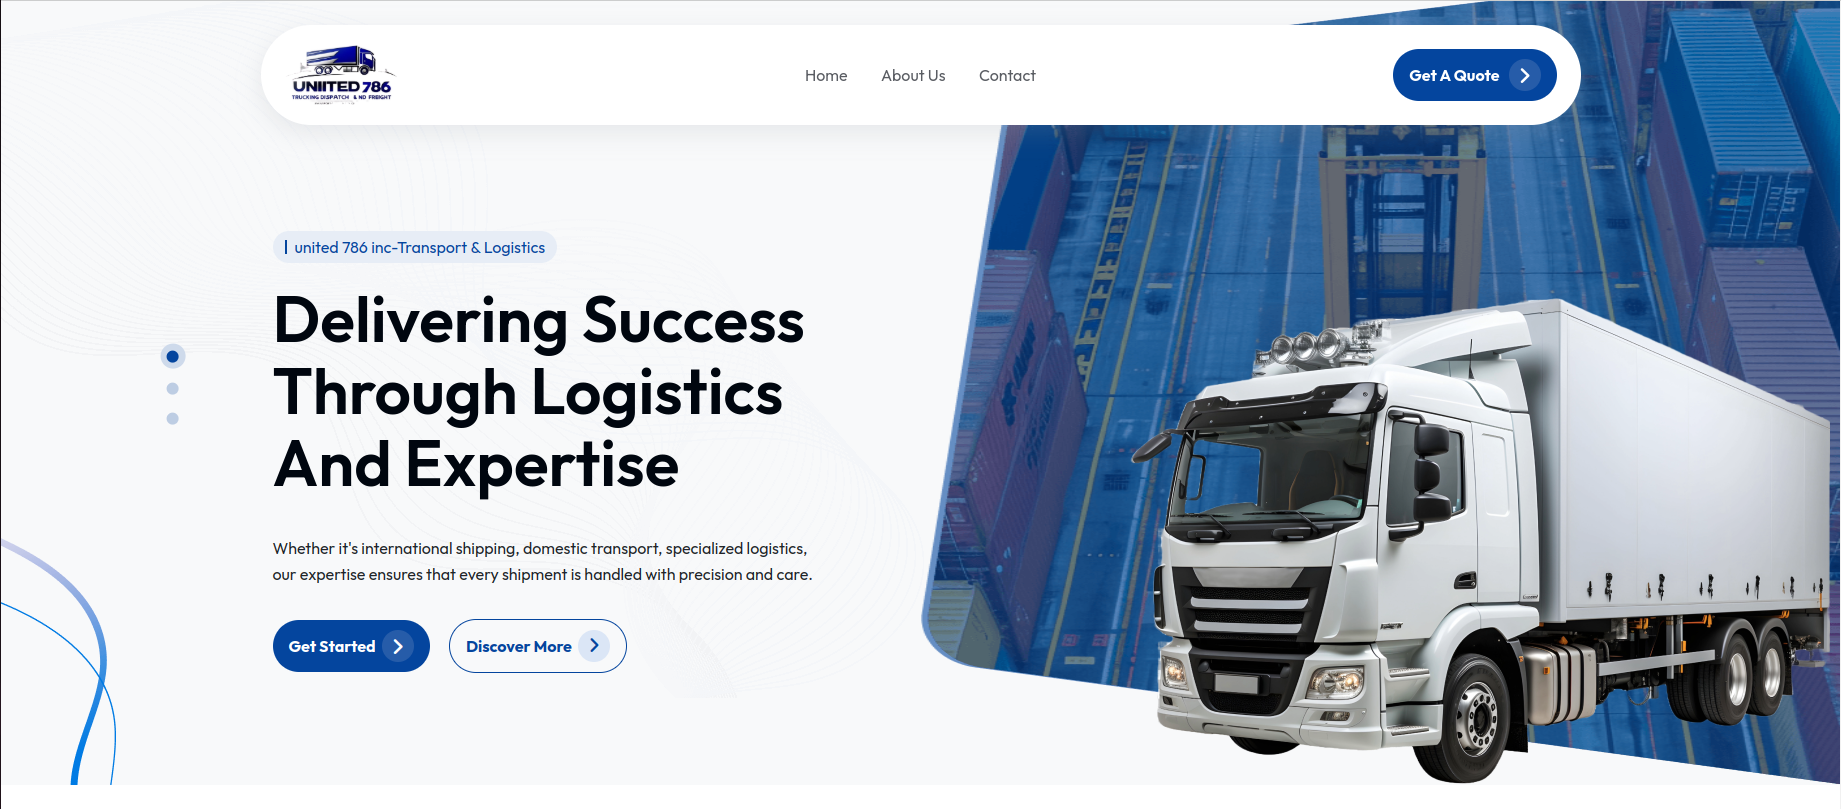 UNIITED 786
TRUCKING DISPATCH & ND FREIGHT
Home
About Us
Contact
Get A Quote
united 786 inc-Transport & Logistics
Delivering Success
Through Logistics
And Expertise
Whether it's international shipping, domestic transport, specialized logistics,
our expertise ensures that every shipment is handled with precision and care.
Get Started
Discover More